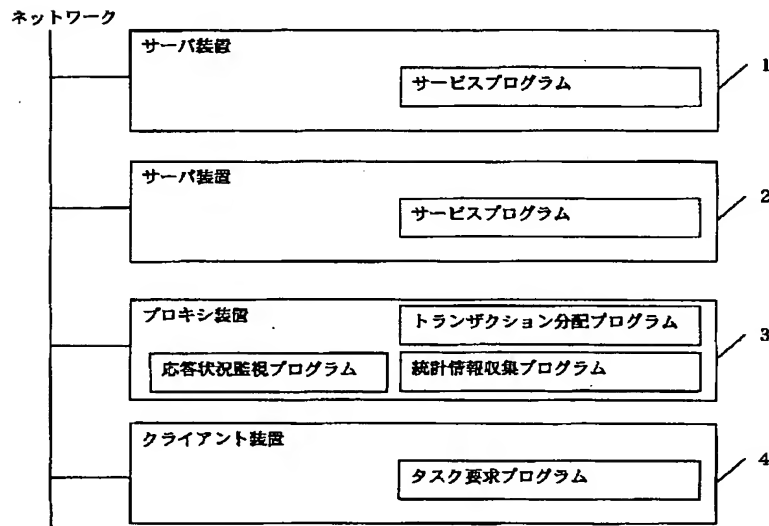 ネットワーク
サーバ装置
サービスプログラム
1
サーバ装置
サービスプログラム
2
プロキシ装置
トランザクション分配プログラム
3
応答状況監視プログラム
統計情報収集プログラム
クライアント装置
タスク要求プログラム
4